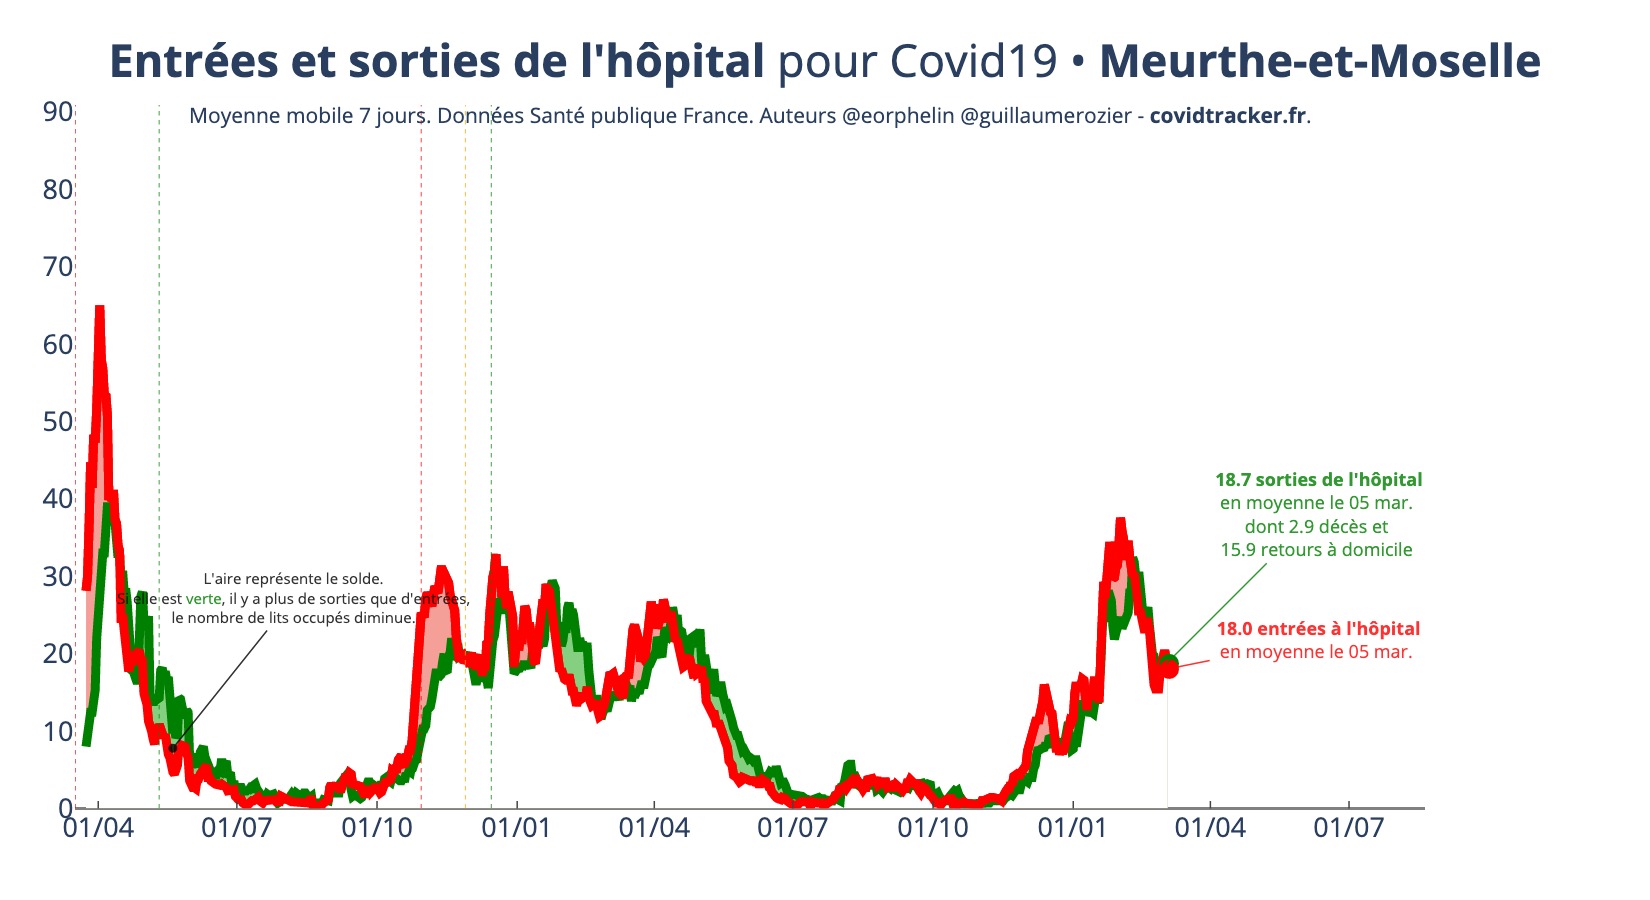 Entrées et sorties de l'hôpital pour Covid19 • Meurthe-et-Moselle
Moyenne mobile 7 jours. Données Santé publique France. Auteurs @eorphelin @guillaumerozier - covidtracker.fr.
90
80
70
60
50
40
30
20
10
0
18.7 sorties de l'hôpital
en moyenne le 05 mar.
dont 2.9 décès et
15.9 retours à domicile
L'aire représente le solde.
Si elle est verte, il y a plus de sorties que d'entrées,
le nombre de lits occupés diminue.
18.0 entrées à l'hôpital
en moyenne le 05 mar.
01/04 01/07 01/10 01/01 01/04 01/07 01/10 01/01 01/04 01/07